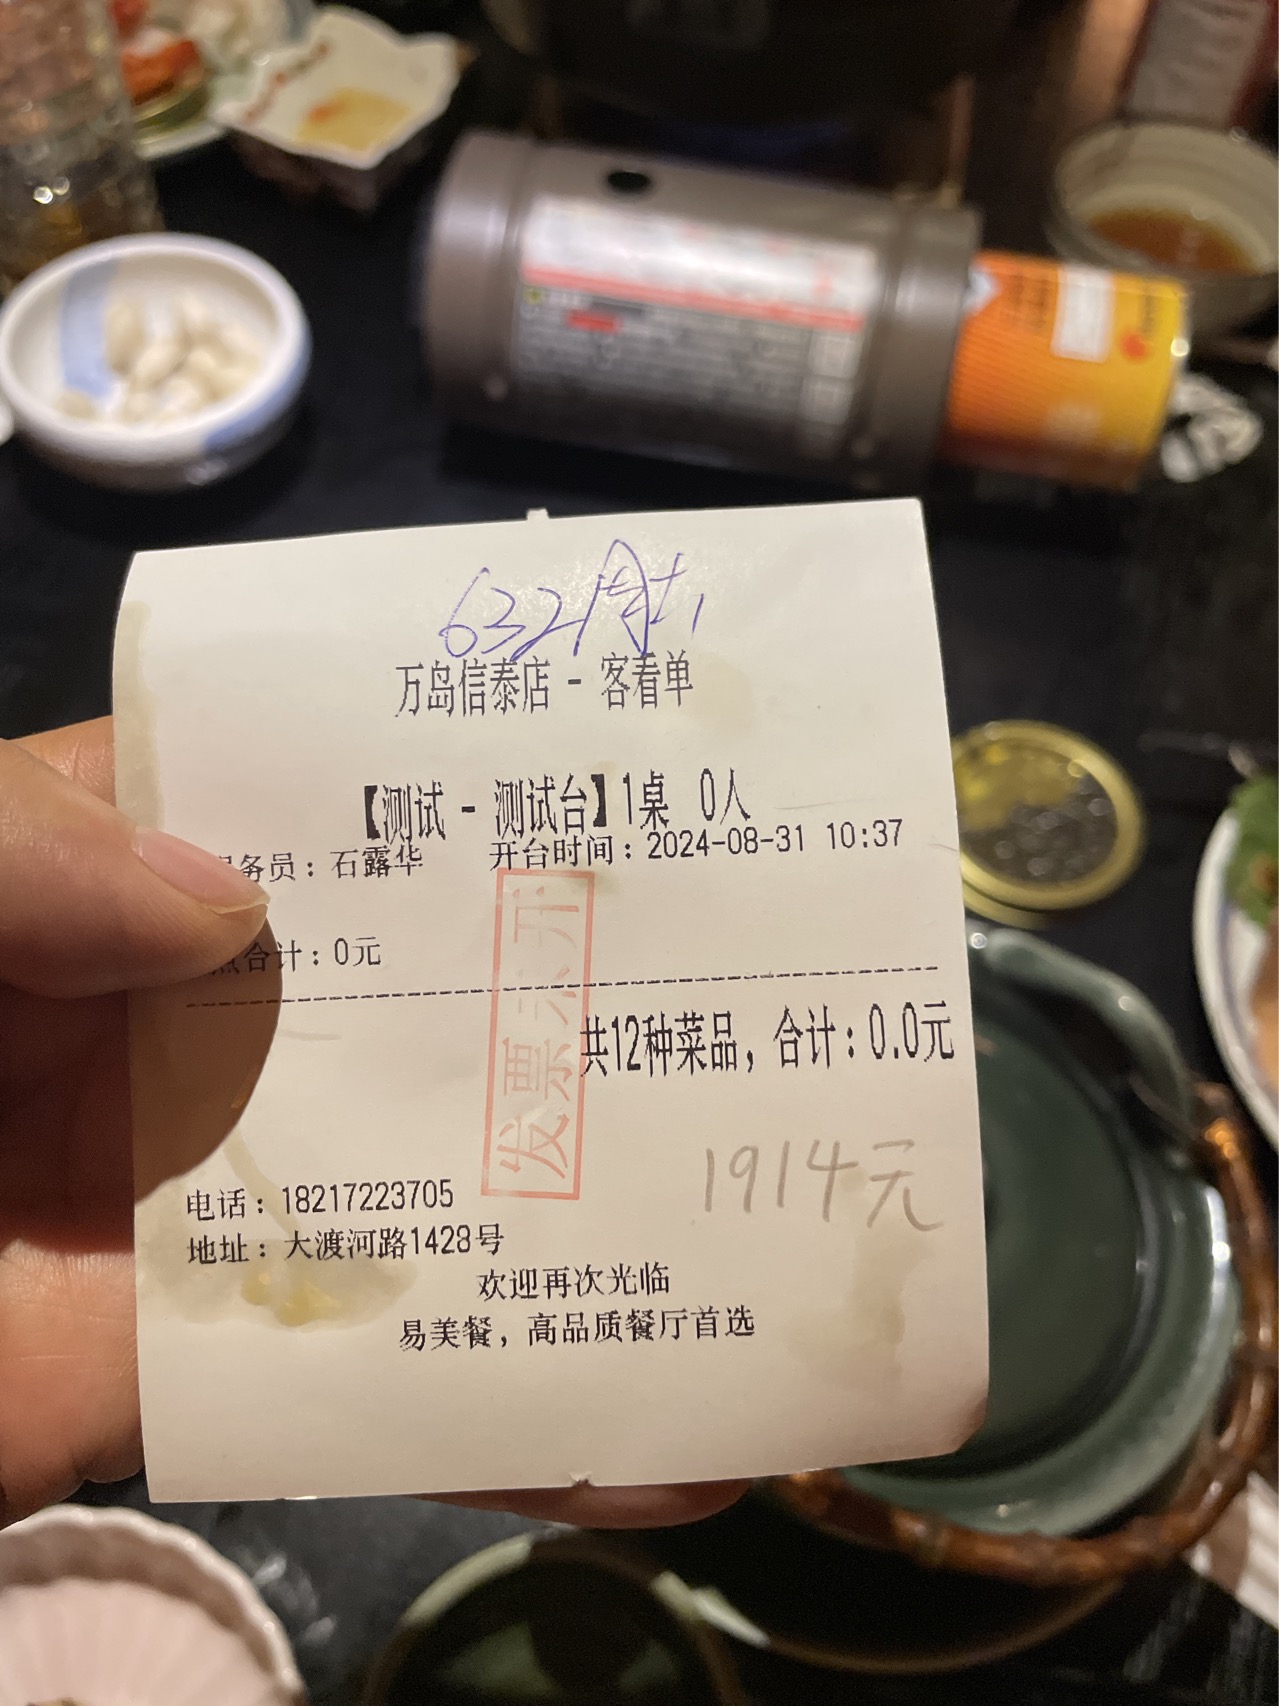 632
万岛信泰店 - 客看单
【测试 - 测试台】1桌 0人
务员：石露华 开台时间：2024-08-31 10:37
合计：0元
共12种菜品，合计：0.0元
发票未开
1914元
电话：18217223705
地址：大渡河路1428号
欢迎再次光临
易美餐，高品质餐厅首选